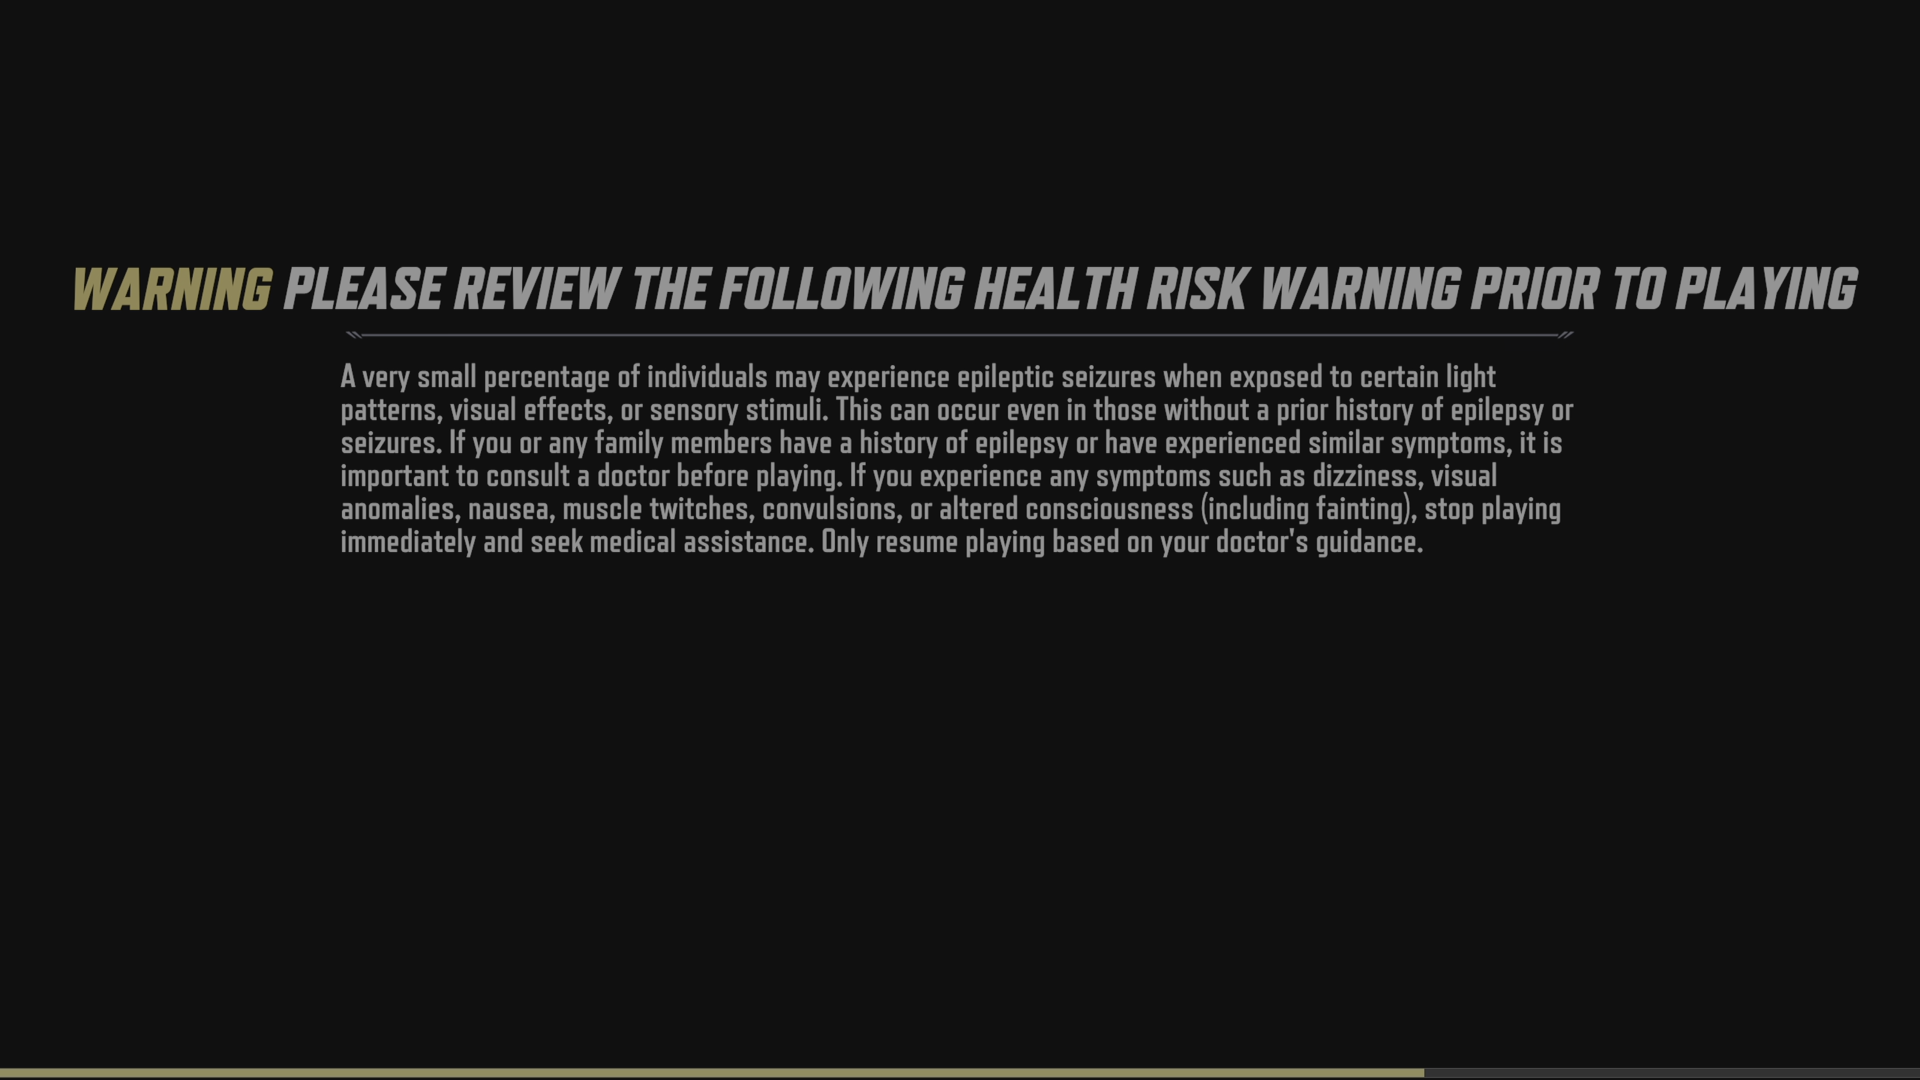 WARNING PLEASE REVIEW THE FOLLOWING HEALTH RISK WARNING PRIOR TO PLAYING
A very small percentage of individuals may experience epileptic seizures when exposed to certain light
patterns, visual effects, or sensory stimuli. This can occur even in those without a prior history of epilepsy or
seizures. If you or any family members have a history of epilepsy or have experienced similar symptoms, it is
important to consult a doctor before playing. If you experience any symptoms such as dizziness, visual
anomalies, nausea, muscle twitches, convulsions, or altered consciousness (including fainting), stop playing
immediately and seek medical assistance. Only resume playing based on your doctor's guidance.